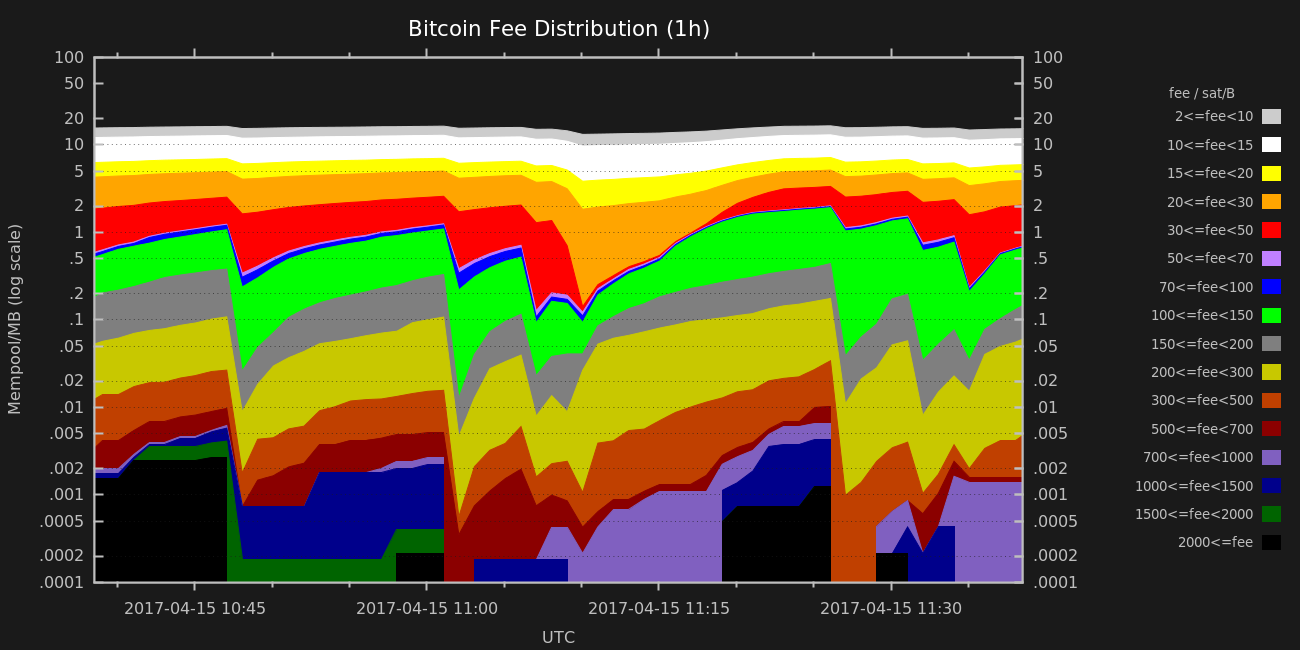 Bitcoin Fee Distribution (1h)
Mempool/MB (log scale)
100
50
20
10
5
2
1
.5
.2
.1
.05
.02
.01
.005
.002
.001
.0005
.0002
.0001
100
50
20
10
5
2
1
.5
.2
.1
.05
.02
.01
.005
.002
.001
.0005
.0002
.0001
2017-04-15 10:45
2017-04-15 11:00
2017-04-15 11:15
2017-04-15 11:30
UTC
fee / sat/B
2<=fee<10
10<=fee<15
15<=fee<20
20<=fee<30
30<=fee<50
50<=fee<70
70<=fee<100
100<=fee<150
150<=fee<200
200<=fee<300
300<=fee<500
500<=fee<700
700<=fee<1000
1000<=fee<1500
1500<=fee<2000
2000<=fee